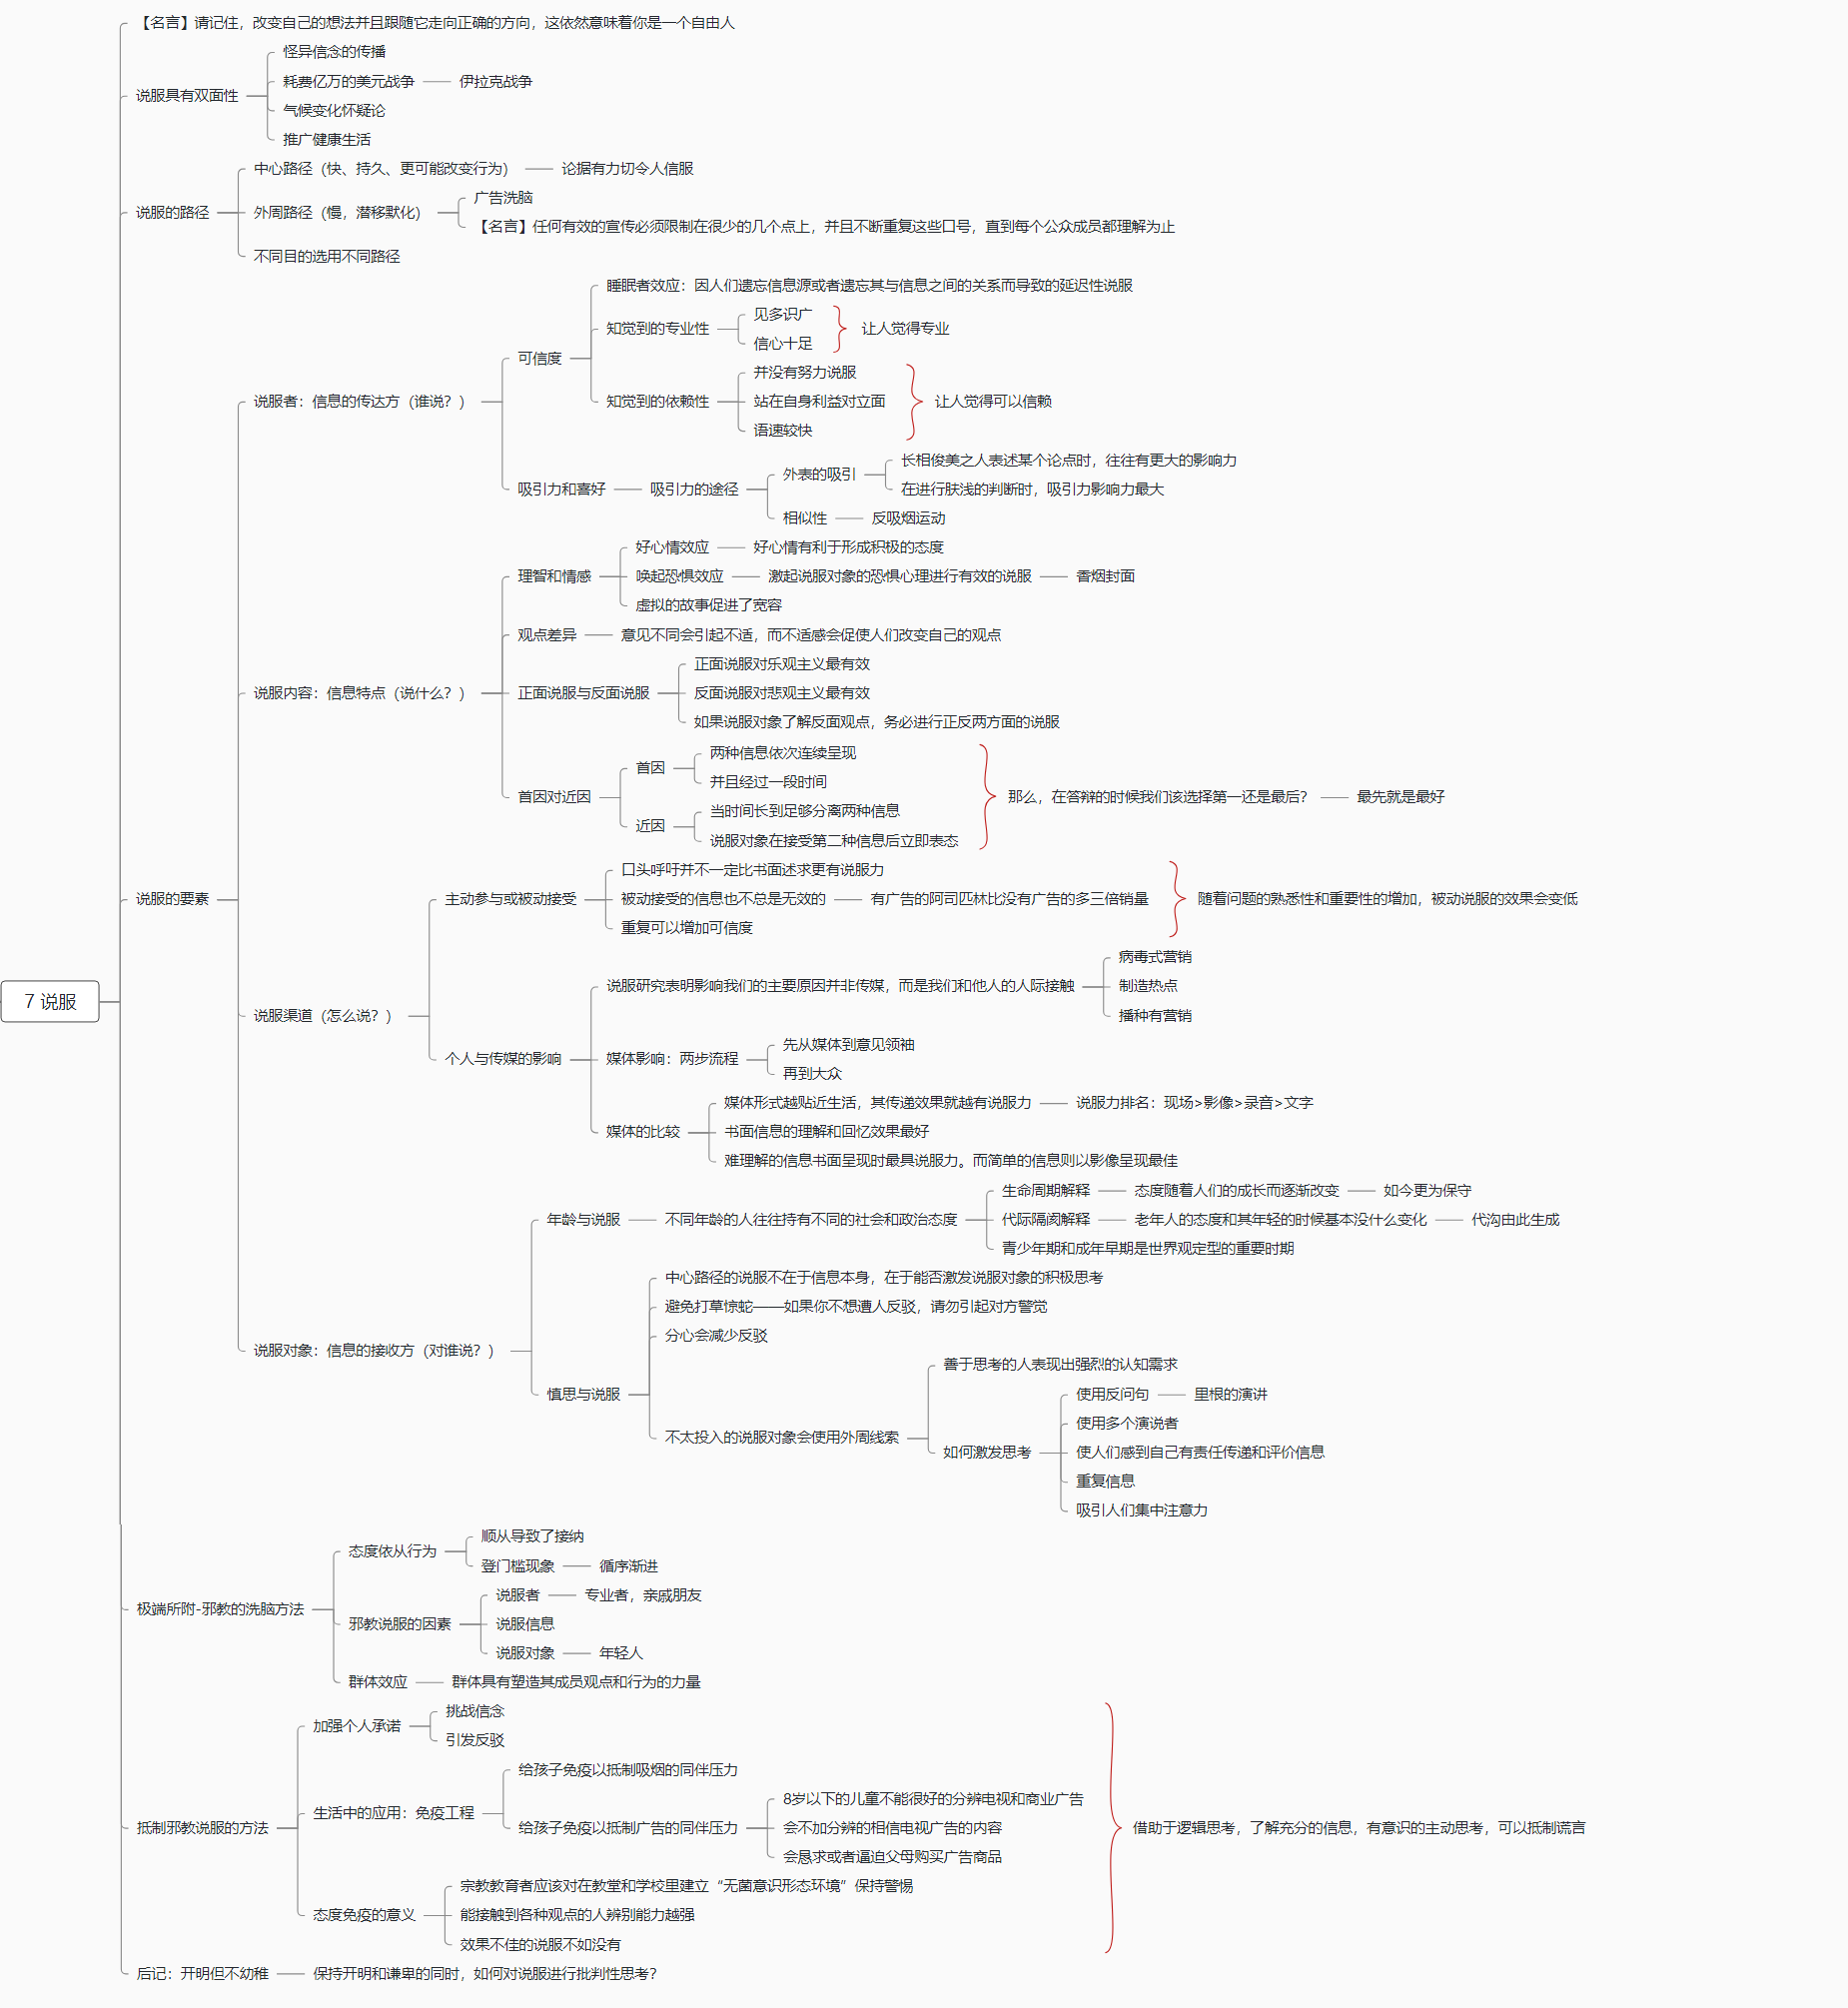 7 说服
【名言】请记住，改变自己的想法并且跟随它走向正确的方向，这依然意味着你是一个自由人
说服具有双面性
怪异信念的传播
耗费亿万的美元战争
伊拉克战争
气候变化怀疑论
推广健康生活
说服的路径
中心路径（快、持久、更可能改变行为）
论据有力切令人信服
外周路径（慢，潜移默化）
广告洗脑
【名言】任何有效的宣传必须限制在很少的几个点上，并且不断重复这些口号，直到每个公众成员都理解为止
不同目的选用不同路径
说服的要素
说服者：信息的传达方（谁说？）
可信度
睡眠者效应：因人们遗忘信息源或者遗忘其与信息之间的关系而导致的延迟性说服
知觉到的专业性
见多识广
信心十足
让人觉得专业
知觉到的依赖性
并没有努力说服
站在自身利益对立面
语速较快
让人觉得可以信赖
吸引力和喜好
吸引力的途径
外表的吸引
长相俊美之人表述某个论点时，往往有更大的影响力
在进行肤浅的判断时，吸引力影响力最大
相似性
反吸烟运动
说服内容：信息特点（说什么？）
理智和情感
好心情效应
好心情有利于形成积极的态度
唤起恐惧效应
激起说服对象的恐惧心理进行有效的说服
香烟封面
虚拟的故事促进了宽容
观点差异
意见不同会引起不适，而不适感会促使人们改变自己的观点
正面说服与反面说服
正面说服对乐观主义最有效
反面说服对悲观主义最有效
如果说服对象了解反面观点，务必进行正反两方面的说服
首因对近因
首因
两种信息依次连续呈现
并且经过一段时间
近因
当时间长到足够分离两种信息
说服对象在接受第二种信息后立即表态
那么，在答辩的时候我们该选择第一还是最后？
最先就是最好
说服渠道（怎么说？）
主动参与或被动接受
口头呼吁并不一定比书面述求更有说服力
被动接受的信息也不总是无效的
有广告的阿司匹林比没有广告的多三倍销量
重复可以增加可信度
随着问题的熟悉性和重要性的增加，被动说服的效果会变低
个人与传媒的影响
说服研究表明影响我们的主要原因并非传媒，而是我们和他人的人际接触
病毒式营销
制造热点
播种有营销
媒体影响：两步流程
先从媒体到意见领袖
再到大众
媒体的比较
媒体形式越贴近生活，其传递效果就越有说服力
说服力排名：现场>影像>录音>文字
书面信息的理解和回忆效果最好
难理解的信息书面呈现时最具说服力。而简单的信息则以影像呈现最佳
说服对象：信息的接收方（对谁说？）
年龄与说服
不同年龄的人往往持有不同的社会和政治态度
生命周期解释
态度随着人们的成长而逐渐改变
如今更为保守
代际隔阂解释
老年人的态度和其年轻的时候基本没什么变化
代沟由此生成
青少年期和成年早期是世界观定型的重要时期
慎思与说服
中心路径的说服不在于信息本身，在于能否激发说服对象的积极思考
避免打草惊蛇——如果你不想遭人反驳，请勿引起对方警觉
分心会减少反驳
不太投入的说服对象会使用外周线索
善于思考的人表现出强烈的认知需求
如何激发思考
使用反问句
里根的演讲
使用多个演说者
使人们感到自己有责任传递和评价信息
重复信息
吸引人们集中注意力
极端所附-邪教的洗脑方法
态度依从行为
顺从导致了接纳
登门槛现象
循序渐进
邪教说服的因素
说服者
专业者，亲戚朋友
说服信息
说服对象
年轻人
群体效应
群体具有塑造其成员观点和行为的力量
抵制邪教说服的方法
加强个人承诺
挑战信念
引发反驳
生活中的应用：免疫工程
给孩子免疫以抵制吸烟的同伴压力
给孩子免疫以抵制广告的同伴压力
8岁以下的儿童不能很好的分辨电视和商业广告
会不加分辨的相信电视广告的内容
会恳求或者逼迫父母购买广告商品
态度免疫的意义
宗教教育者应该对在教堂和学校里建立“无菌意识形态环境”保持警惕
能接触到各种观点的人辨别能力越强
效果不佳的说服不如没有
借助于逻辑思考，了解充分的信息，有意识的主动思考，可以抵制谎言
后记：开明但不幼稚
保持开明和谦卑的同时，如何对说服进行批判性思考？